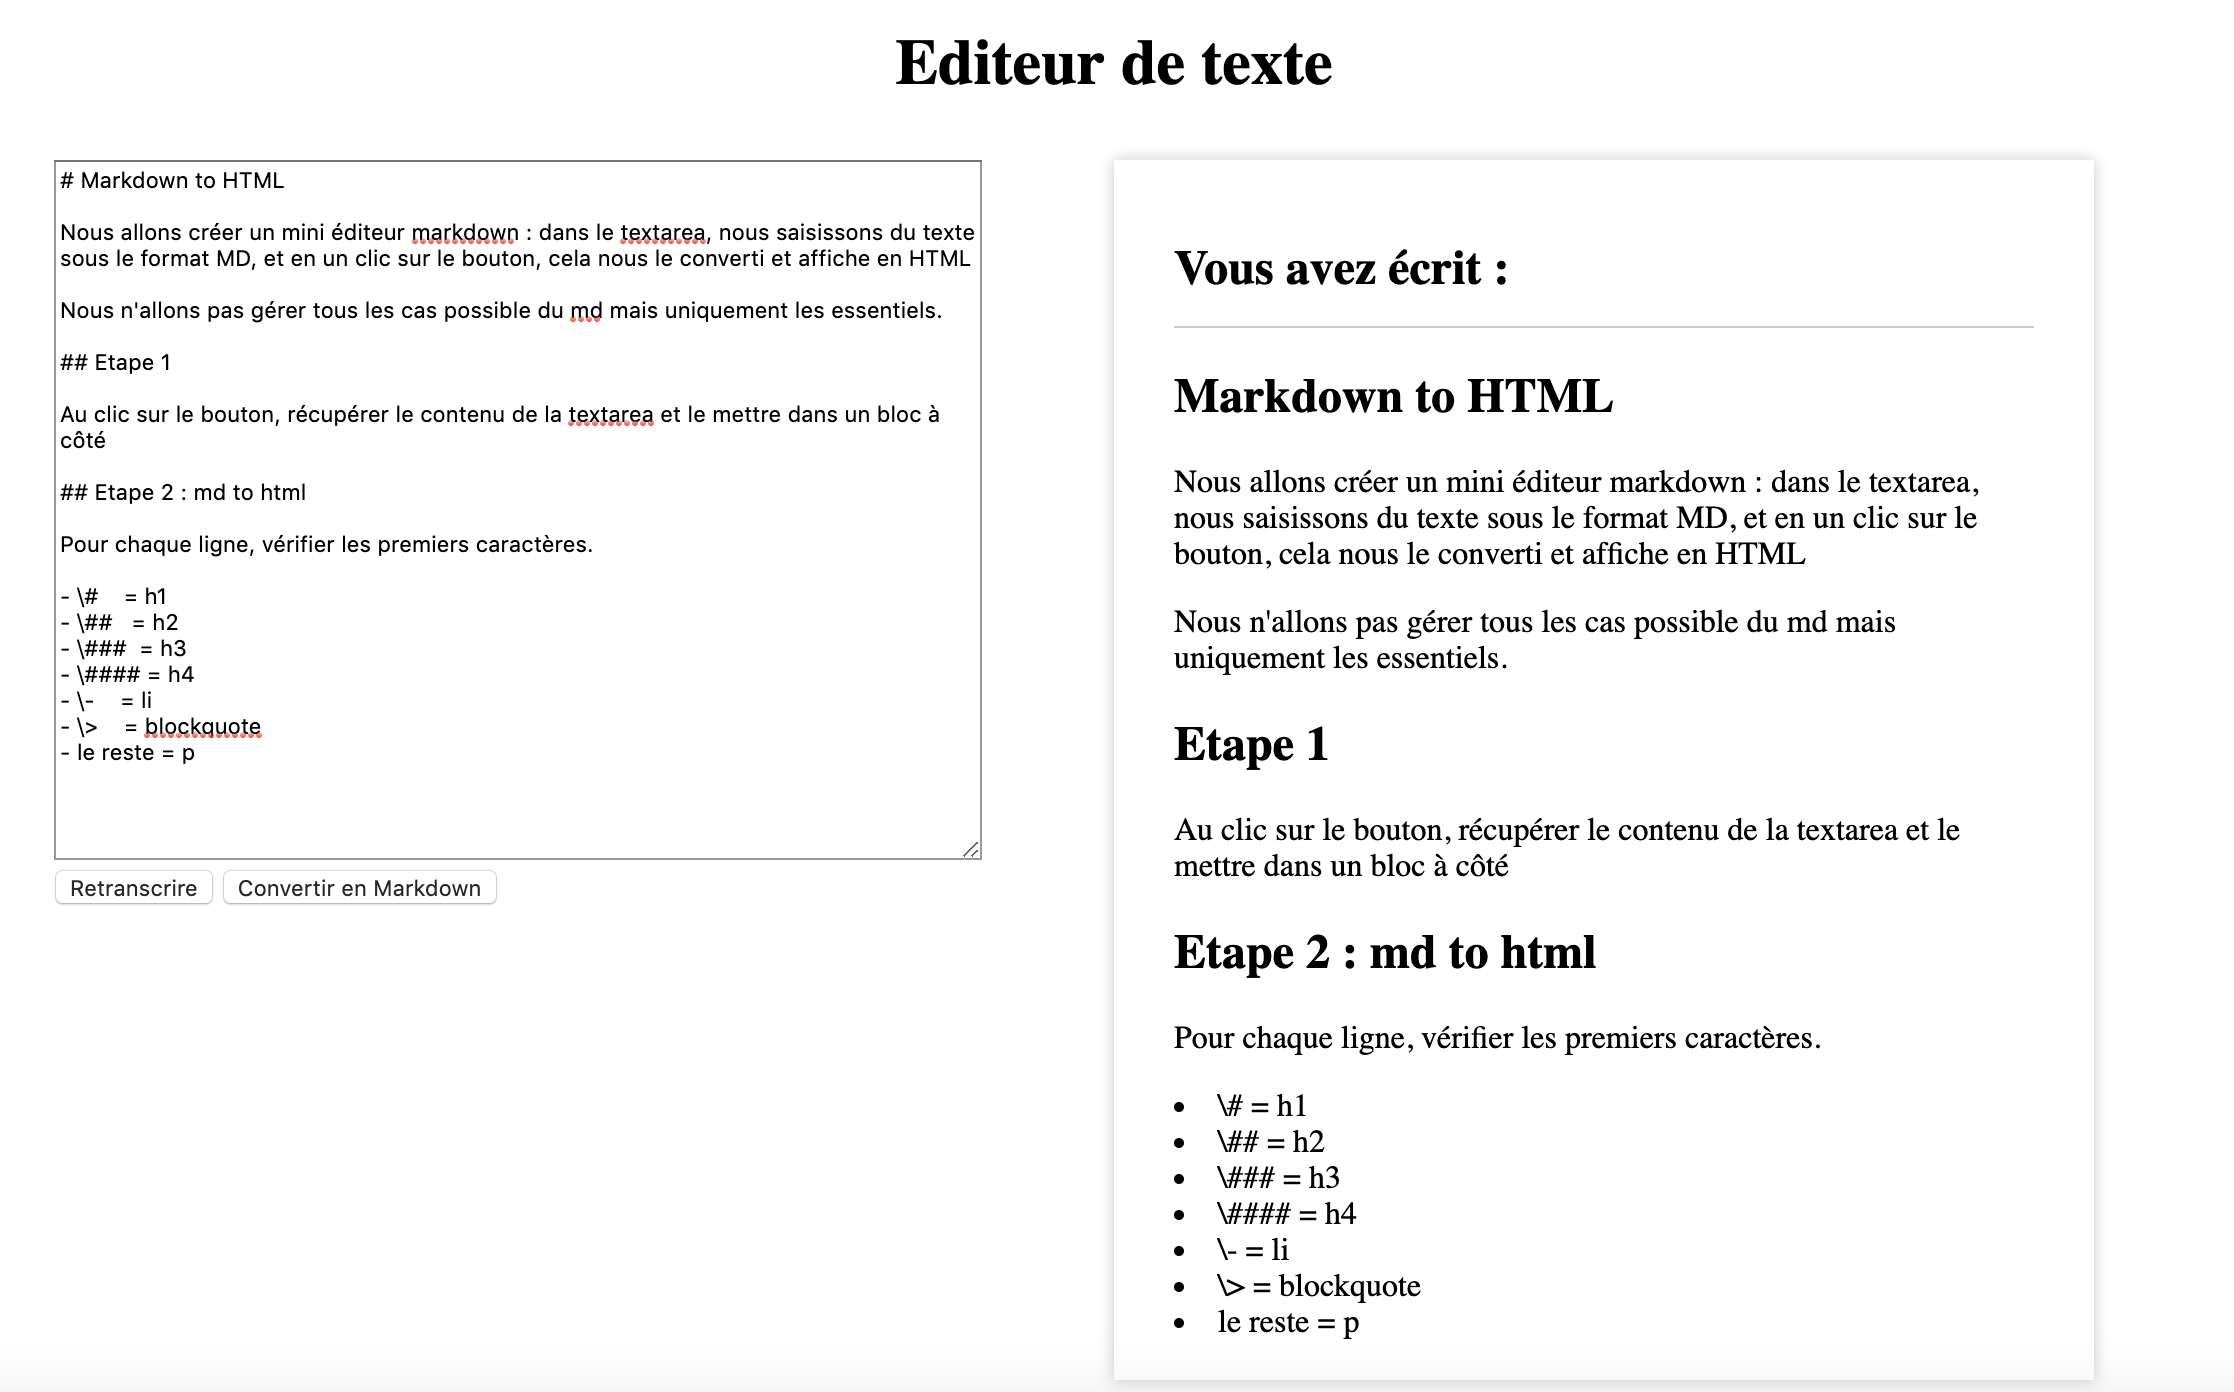 Editeur de texte
# Markdown to HTML
Nous allons créer un mini éditeur markdown : dans le textarea, nous saisissons du texte
sous le format MD, et en un clic sur le bouton, cela nous le converti et affiche en HTML
Nous n'allons pas gérer tous les cas possible du md mais uniquement les essentiels.
## Etape 1
Au clic sur le bouton, récupérer le contenu de la textarea et le mettre dans un bloc à
côté
## Etape 2 : md to html
Pour chaque ligne, vérifier les premiers caractères.
- \#    = h1
- \##   = h2
- \###  = h3
- \#### = h4
- \-    = li
- \>    = blockquote
- le reste = p
Retranscrire
Convertir en Markdown
Vous avez écrit :
Markdown to HTML
Nous allons créer un mini éditeur markdown : dans le textarea,
nous saisissons du texte sous le format MD, et en un clic sur le
bouton, cela nous le converti et affiche en HTML
Nous n'allons pas gérer tous les cas possible du md mais
uniquement les essentiels.
Etape 1
Au clic sur le bouton, récupérer le contenu de la textarea et le
mettre dans un bloc à côté
Etape 2 : md to html
Pour chaque ligne, vérifier les premiers caractères.
• \# = h1
• \## = h2
• \### = h3
• \#### = h4
• \- = li
• \> = blockquote
• le reste = p